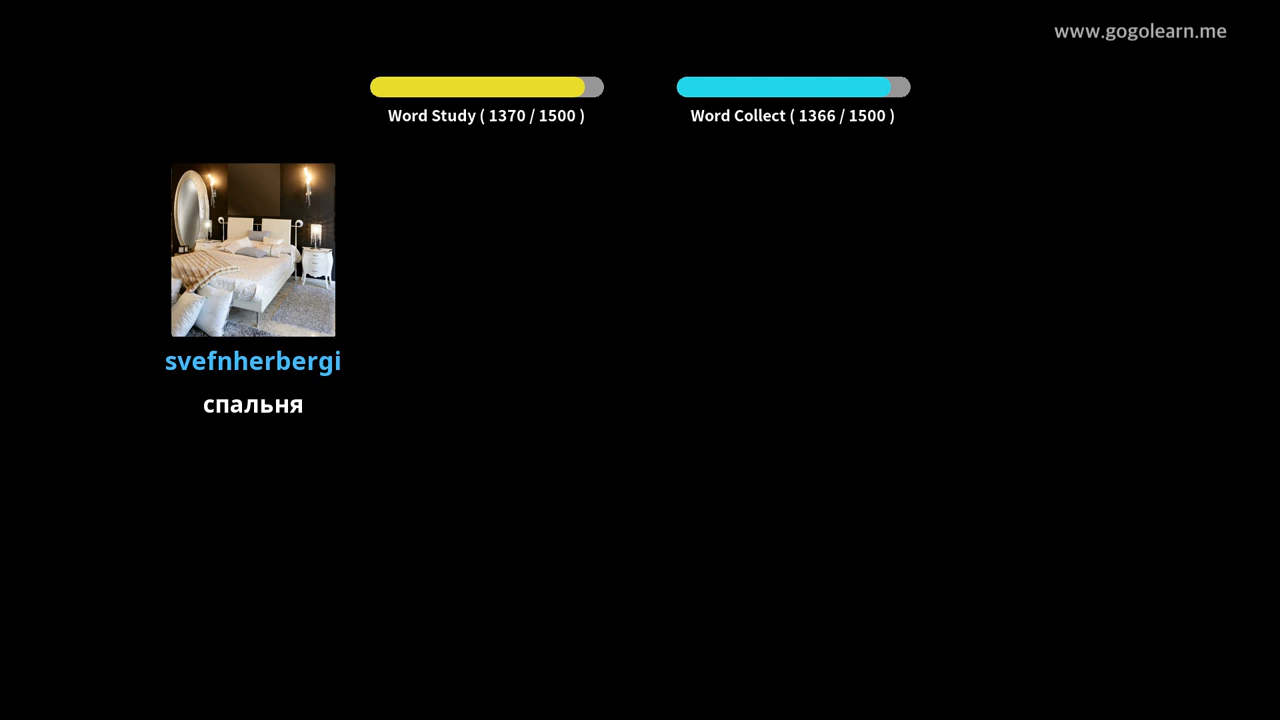 www.gogolearn.me
Word Study ( 1370 / 1500 )
Word Collect ( 1366 / 1500 )
svefnherbergi
спальня